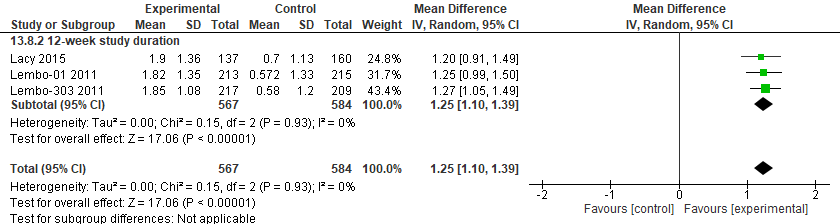 Experimental Control Mean Difference Mean Difference
Study or Subgroup Mean SD Total Mean SD Total Weight IV, Random, 95% CI IV, Random, 95% CI
13.8.2 12-week study duration
Lacy 2015 1.9 1.36 137 0.7 1.13 160 24.8% 1.20 [0.91, 1.49]
Lembo-01 2011 1.82 1.35 213 0.572 1.33 215 31.7% 1.25 [0.99, 1.50]
Lembo-303 2011 1.85 1.08 217 0.58 1.2 209 43.4% 1.27 [1.05, 1.49]
Subtotal (95% CI) 567 584 100.0% 1.25 [1.10, 1.39]
Heterogeneity: Tau² = 0.00; Chi² = 0.15, df = 2 (P = 0.93); I² = 0%
Test for overall effect: Z = 17.06 (P < 0.00001)
Total (95% CI) 567 584 100.0% 1.25 [1.10, 1.39]
Heterogeneity: Tau² = 0.00; Chi² = 0.15, df = 2 (P = 0.93); I² = 0%
Test for overall effect: Z = 17.06 (P < 0.00001)
Test for subgroup differences: Not applicable
-2 -1 0 1 2
Favours [control] Favours [experimental]